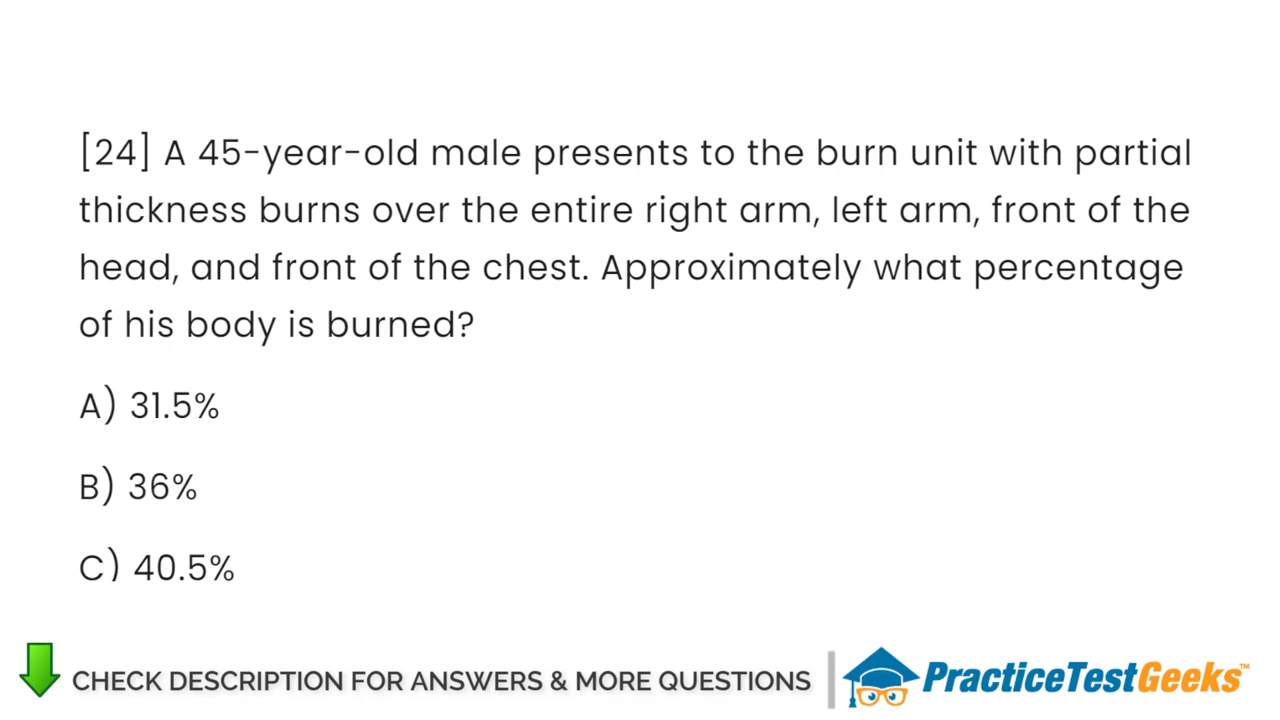 [24] A 45-year-old male presents to the burn unit with partial
thickness burns over the entire right arm, left arm, front of the
head, and front of the chest. Approximately what percentage
of his body is burned?
A) 31.5%
B) 36%
C) 40.5%
CHECK DESCRIPTION FOR ANSWERS & MORE QUESTIONS
PracticeTestGeeks™